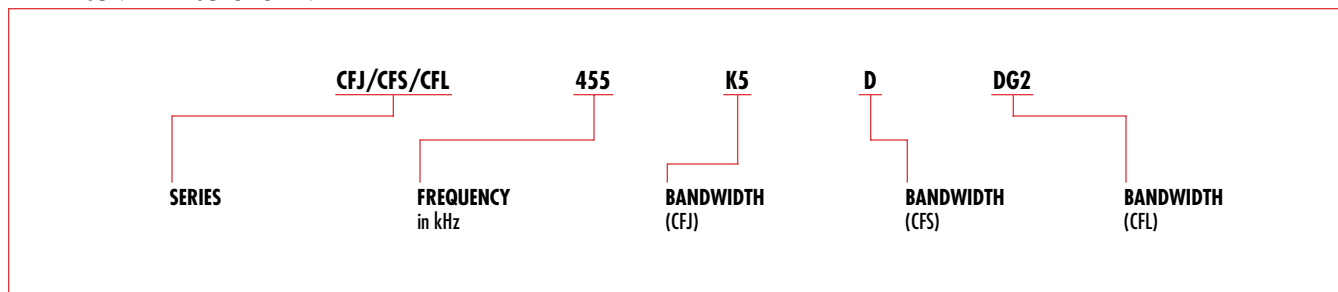 CFJ/CFS/CFL 455 K5 D DG2
SERIES FREQUENCY BANDWIDTH BANDWIDTH BANDWIDTH
in kHz (CFJ) (CFS) (CFL)